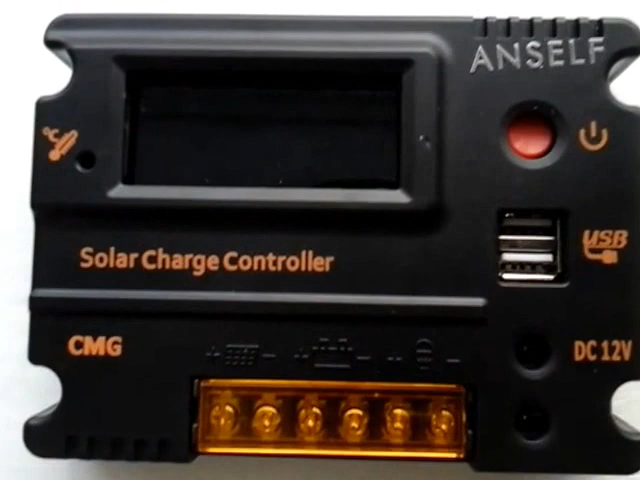 ANSELF
°C
USB
Solar Charge Controller
CMG
DC 12V